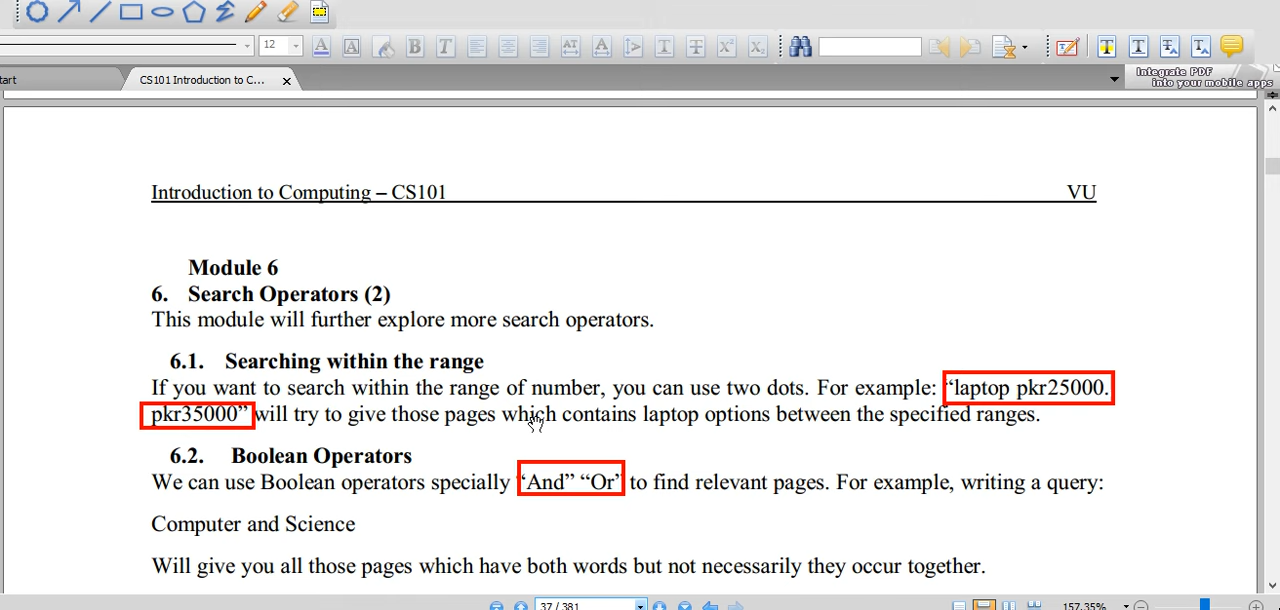 12
art
CS101 Introduction to C...
Integrate PDF
into your mobile apps
Introduction to Computing – CS101 VU
Module 6
6. Search Operators (2)
This module will further explore more search operators.
6.1. Searching within the range
If you want to search within the range of number, you can use two dots. For example: “laptop pkr25000.
pkr35000” will try to give those pages which contains laptop options between the specified ranges.
6.2. Boolean Operators
We can use Boolean operators specially “And” “Or” to find relevant pages. For example, writing a query:
Computer and Science
Will give you all those pages which have both words but not necessarily they occur together.
37 / 381
157.35%